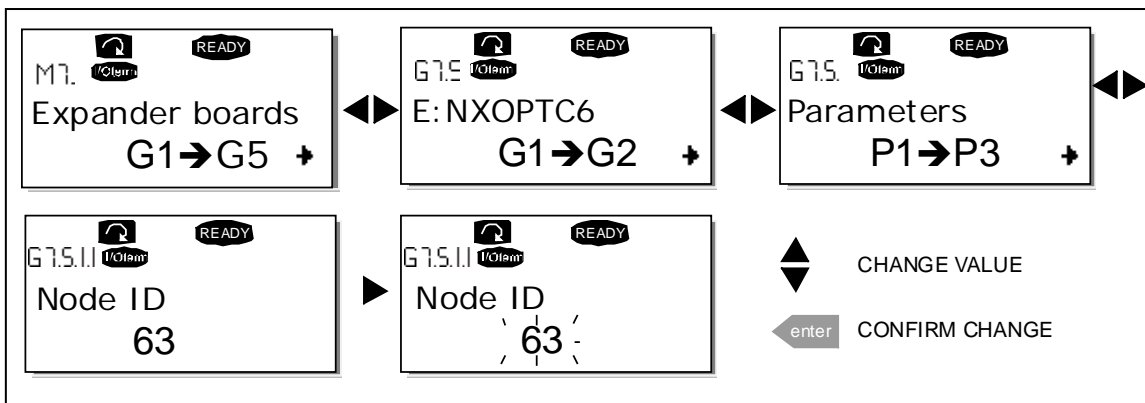 READY
M7.
I/Oterm
Expander boards
G1➔G5
READY
G7.5
I/Oterm
E:NXOPTC6
G1➔G2
READY
G7.5.
I/Oterm
Parameters
P1➔P3
READY
G7.5.1.1
I/Oterm
Node ID
63
READY
G7.5.1.1
I/Oterm
Node ID
63
CHANGE VALUE
enter CONFIRM CHANGE